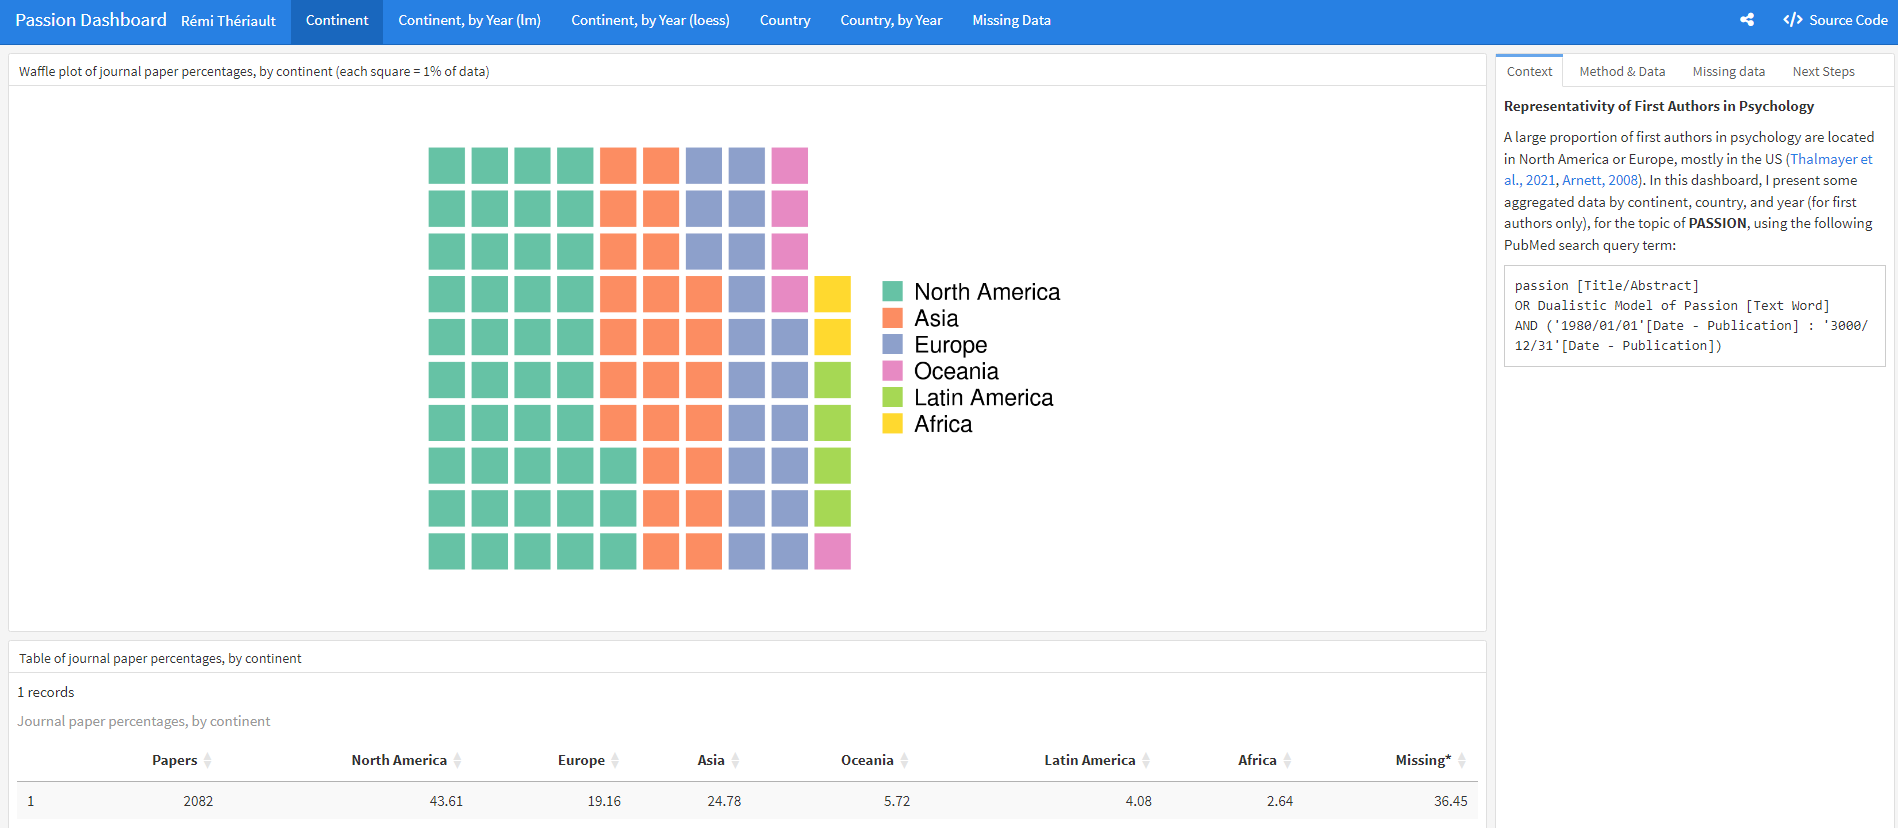 Passion Dashboard Rémi Thériault Continent Continent, by Year (lm) Continent, by Year (loess) Country Country, by Year Missing Data Source Code
Waffle plot of journal paper percentages, by continent (each square = 1% of data)
North America
Asia
Europe
Oceania
Latin America
Africa
Table of journal paper percentages, by continent
1 records
Journal paper percentages, by continent
Papers North America Europe Asia Oceania Latin America Africa Missing*
1 2082 43.61 19.16 24.78 5.72 4.08 2.64 36.45
Context Method & Data Missing data Next Steps
Representativity of First Authors in Psychology
A large proportion of first authors in psychology are located
in North America or Europe, mostly in the US (Thalmayer et
al., 2021, Arnett, 2008). In this dashboard, I present some
aggregated data by continent, country, and year (for first
authors only), for the topic of PASSION, using the following
PubMed search query term:
passion [Title/Abstract]
OR Dualistic Model of Passion [Text Word]
AND ('1980/01/01'[Date - Publication] : '3000/
12/31'[Date - Publication])